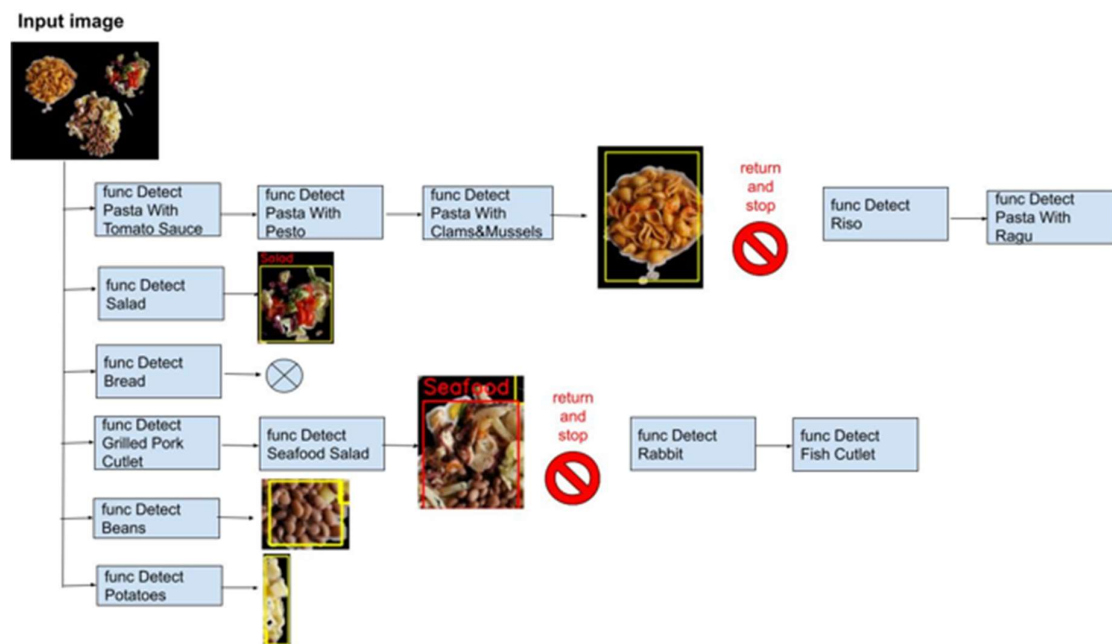 Input image
func Detect
Pasta With
Tomato Sauce
func Detect
Pasta With
Pesto
func Detect
Pasta With
Clams&Mussels
return
and
stop
func Detect
Riso
func Detect
Pasta With
Ragu
func Detect
Salad
Salad
func Detect
Bread
func Detect
Grilled Pork
Cutlet
func Detect
Seafood Salad
Seafood
return
and
stop
func Detect
Rabbit
func Detect
Fish Cutlet
func Detect
Beans
func Detect
Potatoes